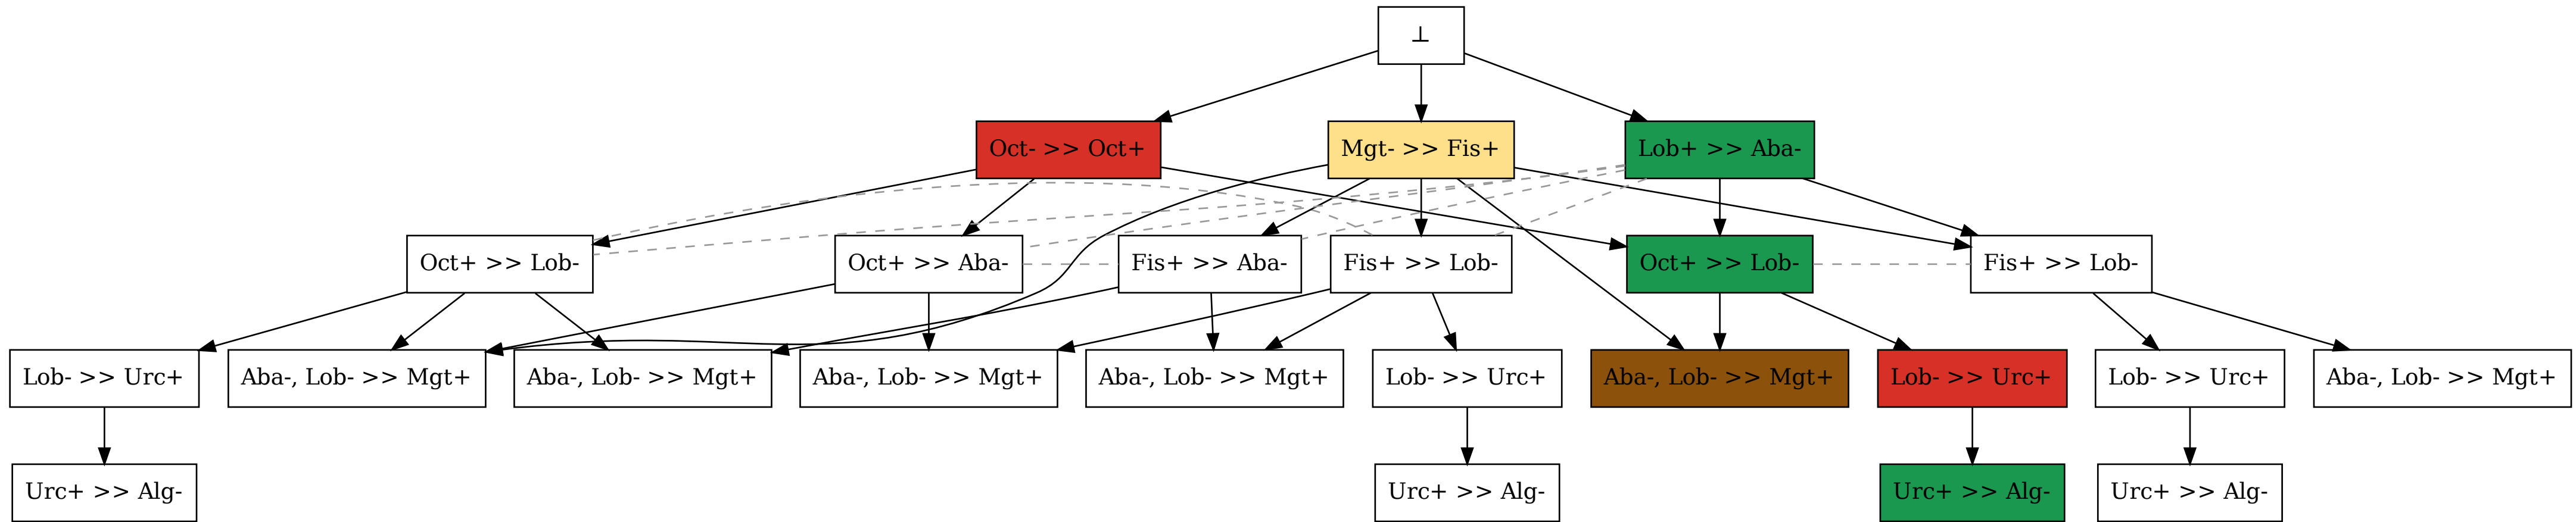 ⊥
Oct- >> Oct+
Mgt- >> Fis+
Lob+ >> Aba-
Oct+ >> Lob-
Oct+ >> Aba-
Fis+ >> Aba-
Fis+ >> Lob-
Oct+ >> Lob-
Fis+ >> Lob-
Lob- >> Urc+
Aba-, Lob- >> Mgt+
Aba-, Lob- >> Mgt+
Aba-, Lob- >> Mgt+
Aba-, Lob- >> Mgt+
Lob- >> Urc+
Aba-, Lob- >> Mgt+
Lob- >> Urc+
Lob- >> Urc+
Aba-, Lob- >> Mgt+
Urc+ >> Alg-
Urc+ >> Alg-
Urc+ >> Alg-
Urc+ >> Alg-